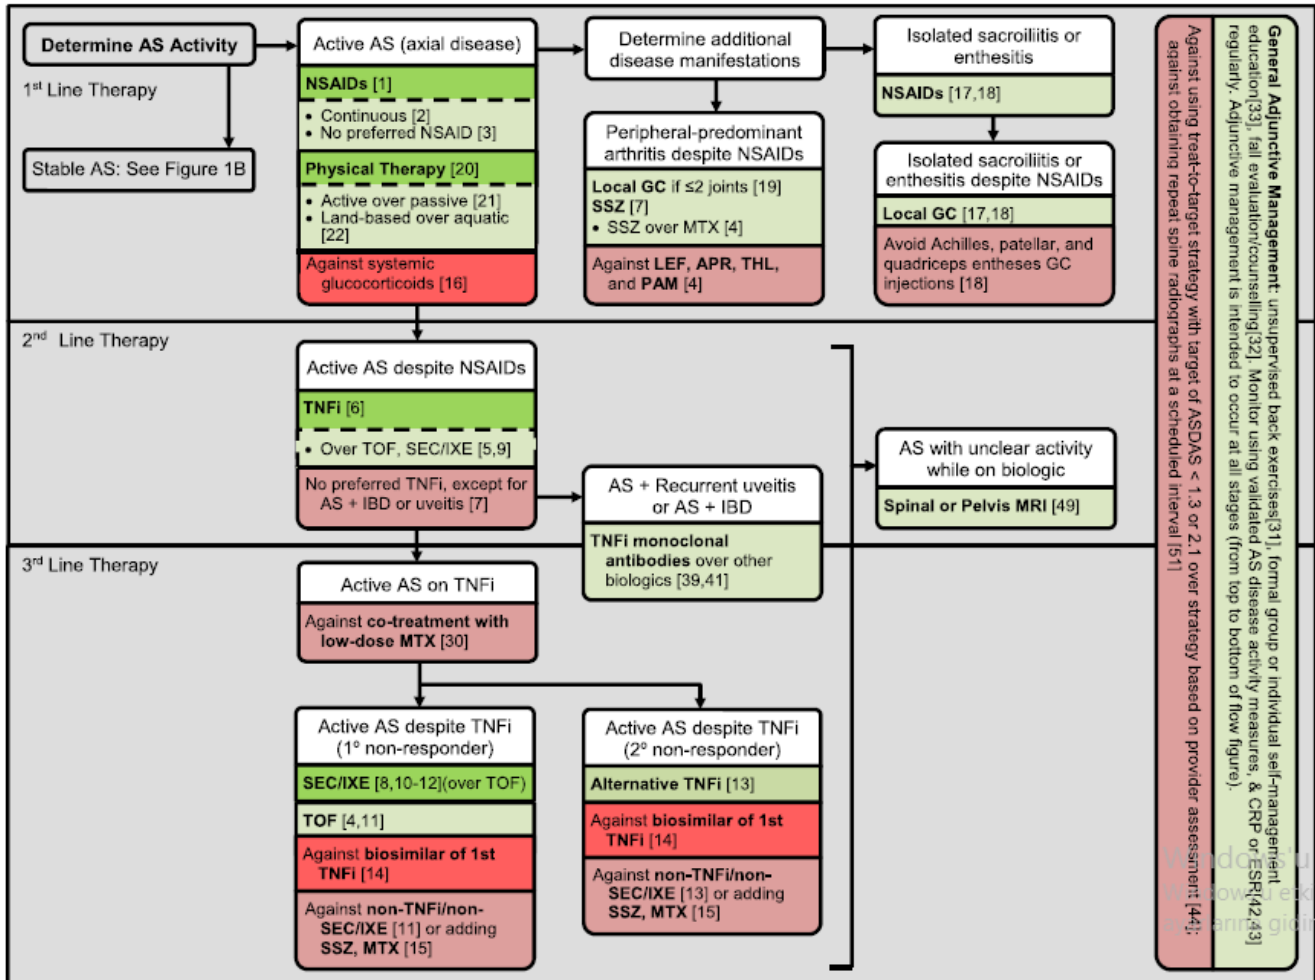 Determine AS Activity
1st Line Therapy
Stable AS: See Figure 1B
Active AS (axial disease)
NSAIDs [1]
• Continuous [2]
• No preferred NSAID [3]
Physical Therapy [20]
• Active over passive [21]
• Land-based over aquatic
[22]
Against systemic
glucocorticoids [16]
Determine additional
disease manifestations
Peripheral-predominant
arthritis despite NSAIDs
Local GC if ≤2 joints [19]
SSZ [7]
• SSZ over MTX [4]
Against LEF, APR, THL,
and PAM [4]
Isolated sacroiliitis or
enthesitis
NSAIDs [17,18]
Isolated sacroiliitis or
enthesitis despite NSAIDs
Local GC [17,18]
Avoid Achilles, patellar, and
quadriceps entheses GC
injections [18]
2nd Line Therapy
Active AS despite NSAIDs
TNFi [6]
• Over TOF, SEC/IXE [5,9]
No preferred TNFi, except for
AS + IBD or uveitis [7]
AS + Recurrent uveitis
or AS + IBD
TNFi monoclonal
antibodies over other
biologics [39,41]
AS with unclear activity
while on biologic
Spinal or Pelvis MRI [49]
3rd Line Therapy
Active AS on TNFi
Against co-treatment with
low-dose MTX [30]
Active AS despite TNFi
(1º non-responder)
SEC/IXE [8,10-12](over TOF)
TOF [4,11]
Against biosimilar of 1st
TNFi [14]
Against non-TNFi/non-
SEC/IXE [11] or adding
SSZ, MTX [15]
Active AS despite TNFi
(2º non-responder)
Alternative TNFi [13]
Against biosimilar of 1st
TNFi [14]
Against non-TNFi/non-
SEC/IXE [13] or adding
SSZ, MTX [15]
General Adjunctive Management: unsupervised back exercises[31], formal group or individual self-management
education[33], fall evaluation/counselling[32]. Monitor using validated AS disease activity measures, & CRP or ESR[42,43]
regularly. Adjunctive management is intended to occur at all stages (from top to bottom of flow figure).
Against using treat-to-target strategy with target of ASDAS < 1.3 or 2.1 over strategy based on provider assessment [44];
against obtaining repeat spine radiographs at a scheduled interval [51]
Windows'u